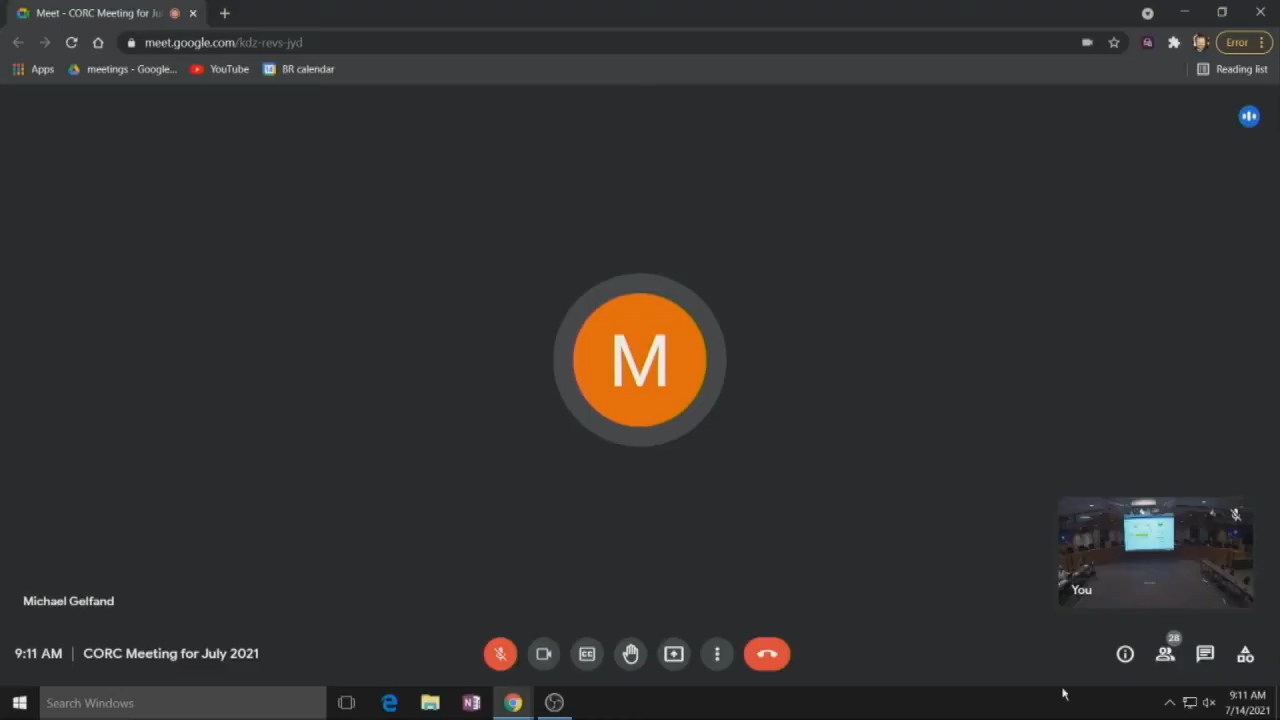 Meet - CORC Meeting for Ju
meet.google.com/kdz-revs-jyd
Error
Apps
meetings - Google...
YouTube
BR calendar
Reading list
M
You
Michael Gelfand
9:11 AM | CORC Meeting for July 2021
28
Search Windows
9:11 AM
7/14/2021